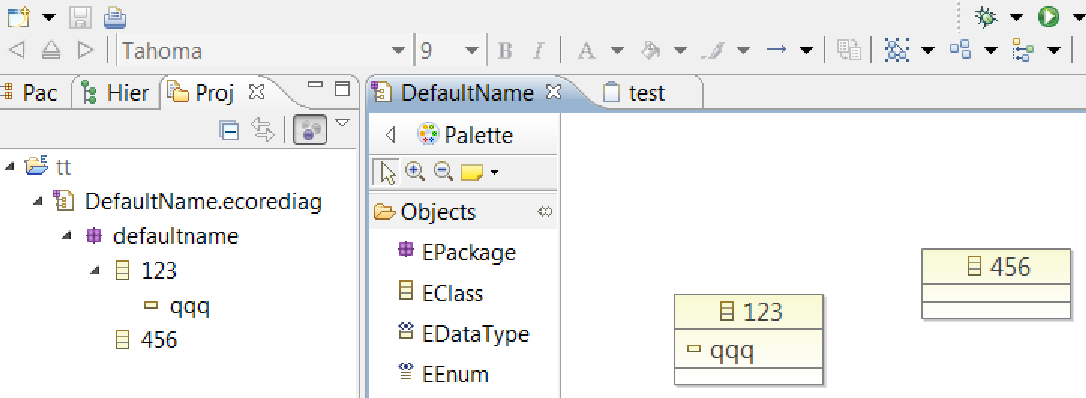 Tahoma 9 B I A
Pac Hier Proj
DefaultName test
Palette
tt
DefaultName.ecorediag
defaultname
123
qqq
456
Objects
EPackage
EClass
EDataType
EEnum
123
qqq
456